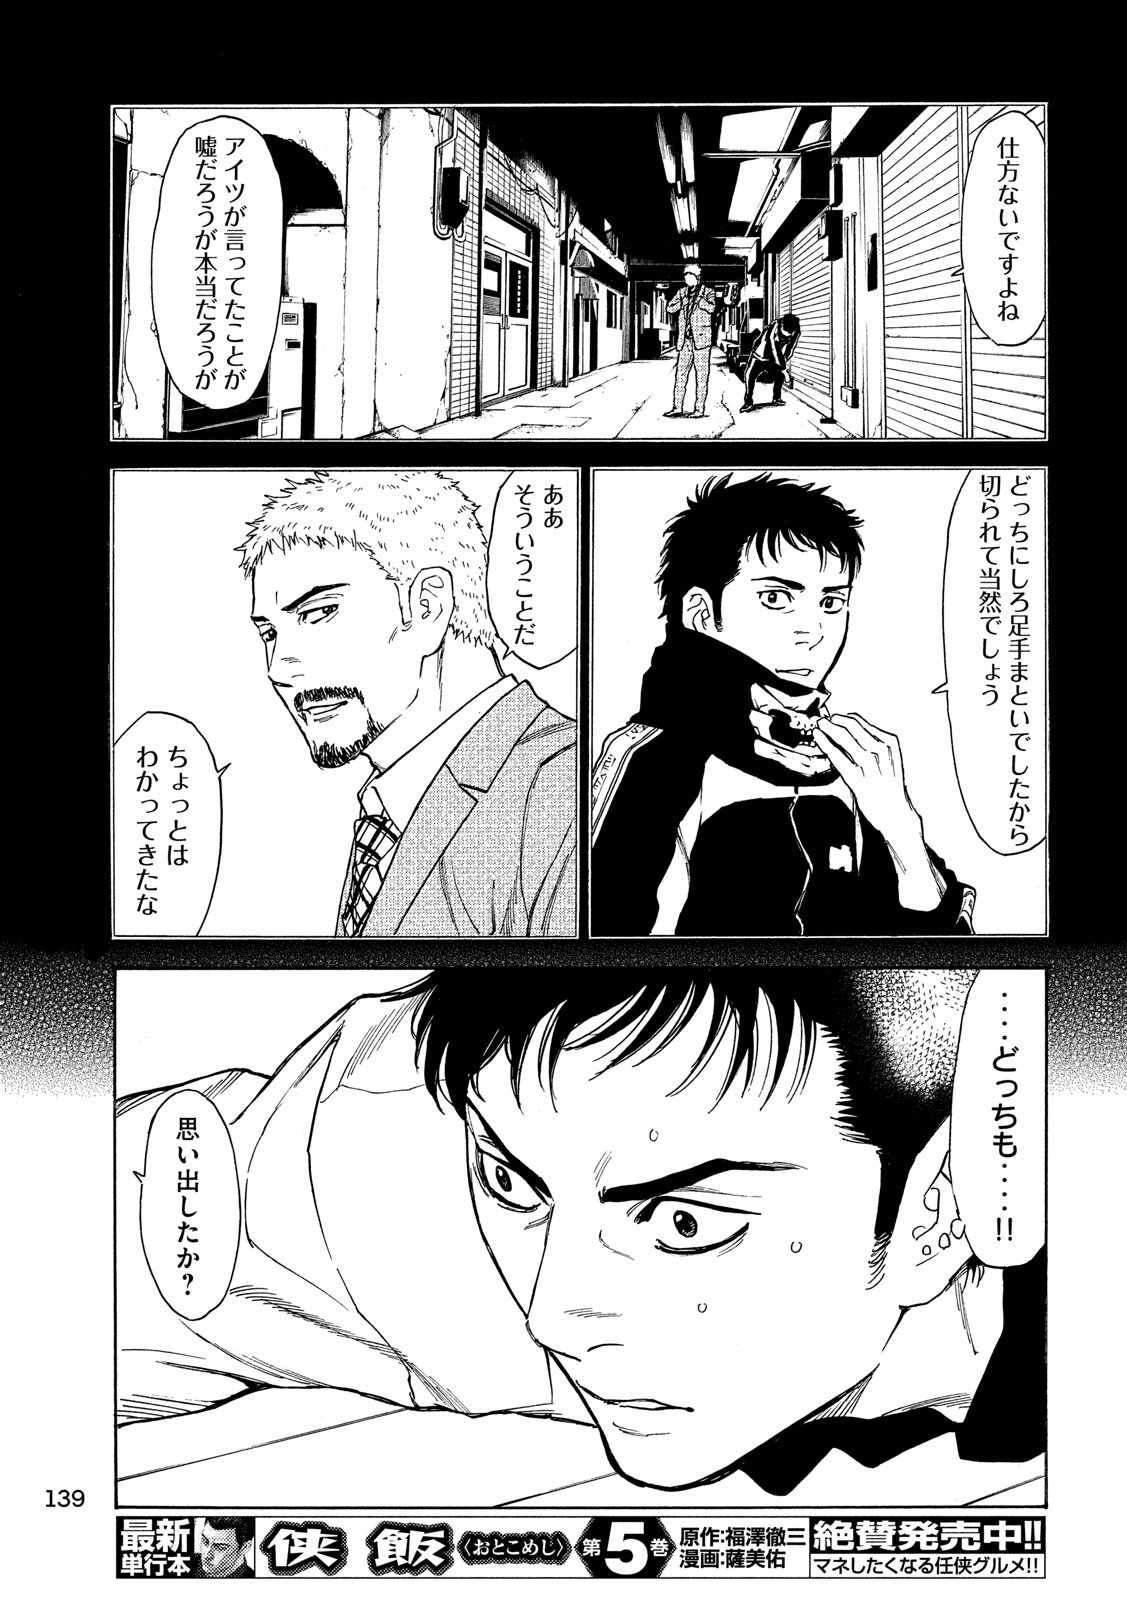 仕方ないですよね
アイツが言ってたことが
嘘だろうが本当だろうが
どっちにしろ足手まといでしたから
切られて当然でしょう
ああ
そういうことだ
ちょっとは
わかってきたな
‥‥どっちも‥‥!!
思い出したか?
139
最新
単行本
侠飯
〈おとこめし〉
第5巻
原作:福澤徹三
漫画:薩美佑
絶賛発売中!!
マネしたくなる任侠グルメ!!